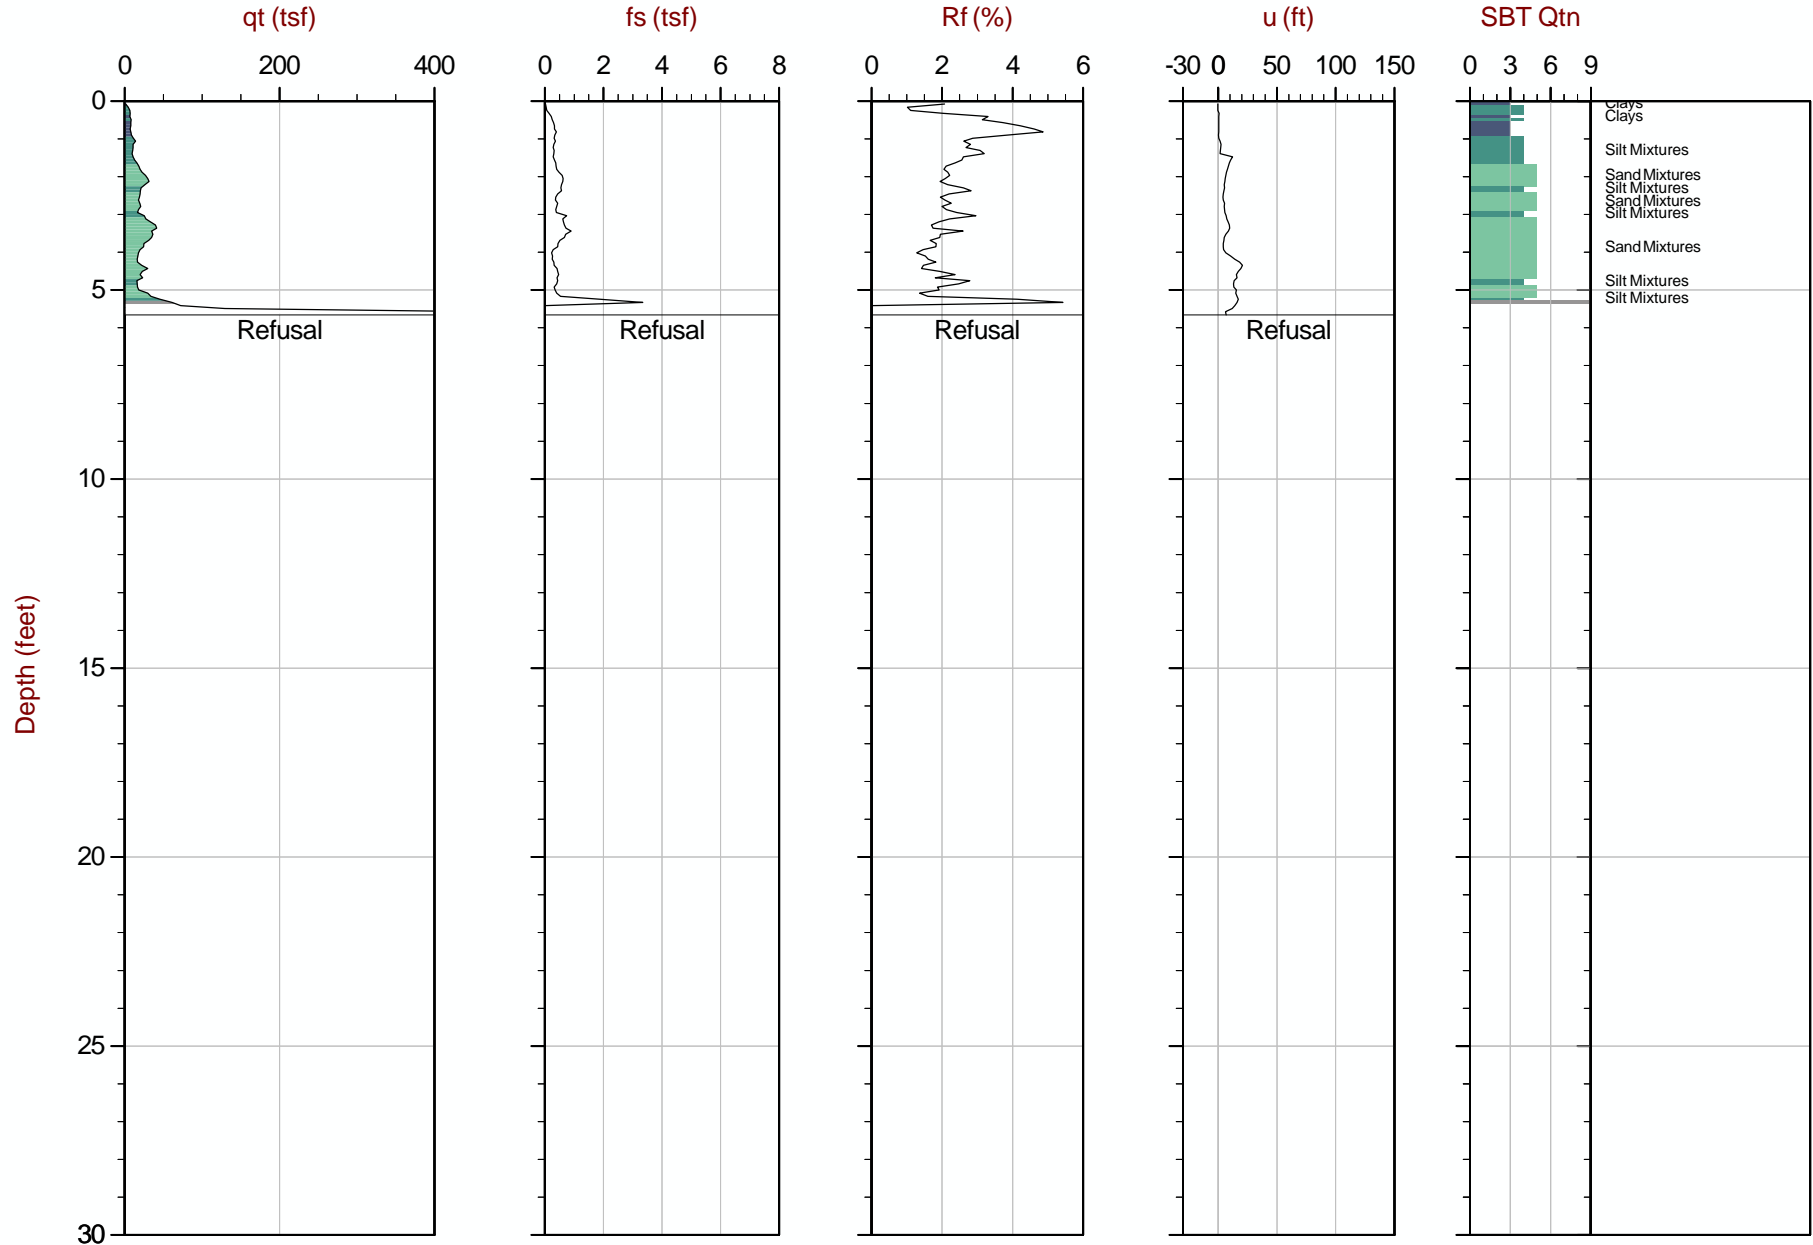 qt (tsf) fs (tsf) Rf (%) u (ft) SBT Qtn
0 200 400 0 2 4 6 8 0 2 4 6 -30 0 50 100 150 0 3 6 9
0
Clays
Clays
Silt Mixtures
Sand Mixtures
Silt Mixtures
Sand Mixtures
Silt Mixtures
Sand Mixtures
Silt Mixtures
5
Silt Mixtures
Refusal Refusal Refusal Refusal
10
15
Depth (feet)
20
25
30